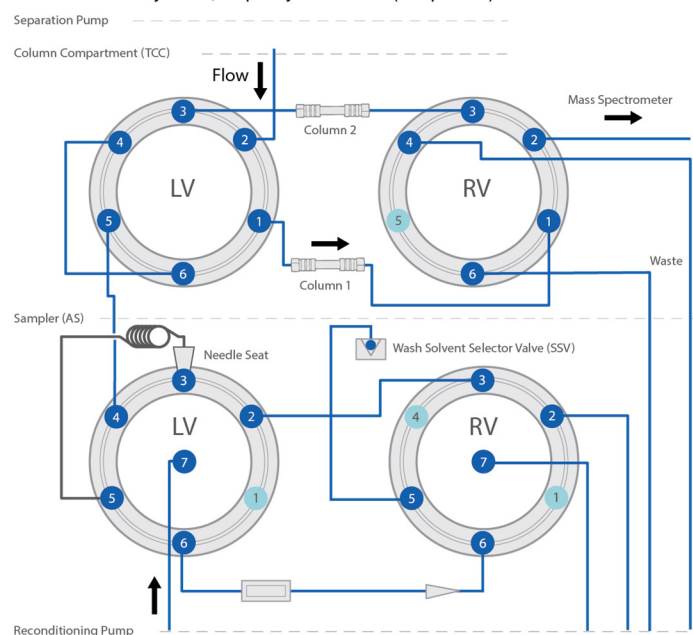 Separation Pump
Column Compartment (TCC)
Flow
Mass Spectrometer
3
3
2
2
4
4
Column 2
LV
RV
5
1
5
1
6
6
Column 1
Waste
Sampler (AS)
Needle Seat
Wash Solvent Selector Valve (SSV)
3
3
4
2
4
2
LV
RV
7
7
5
1
5
1
6
6
Reconditioning Pump